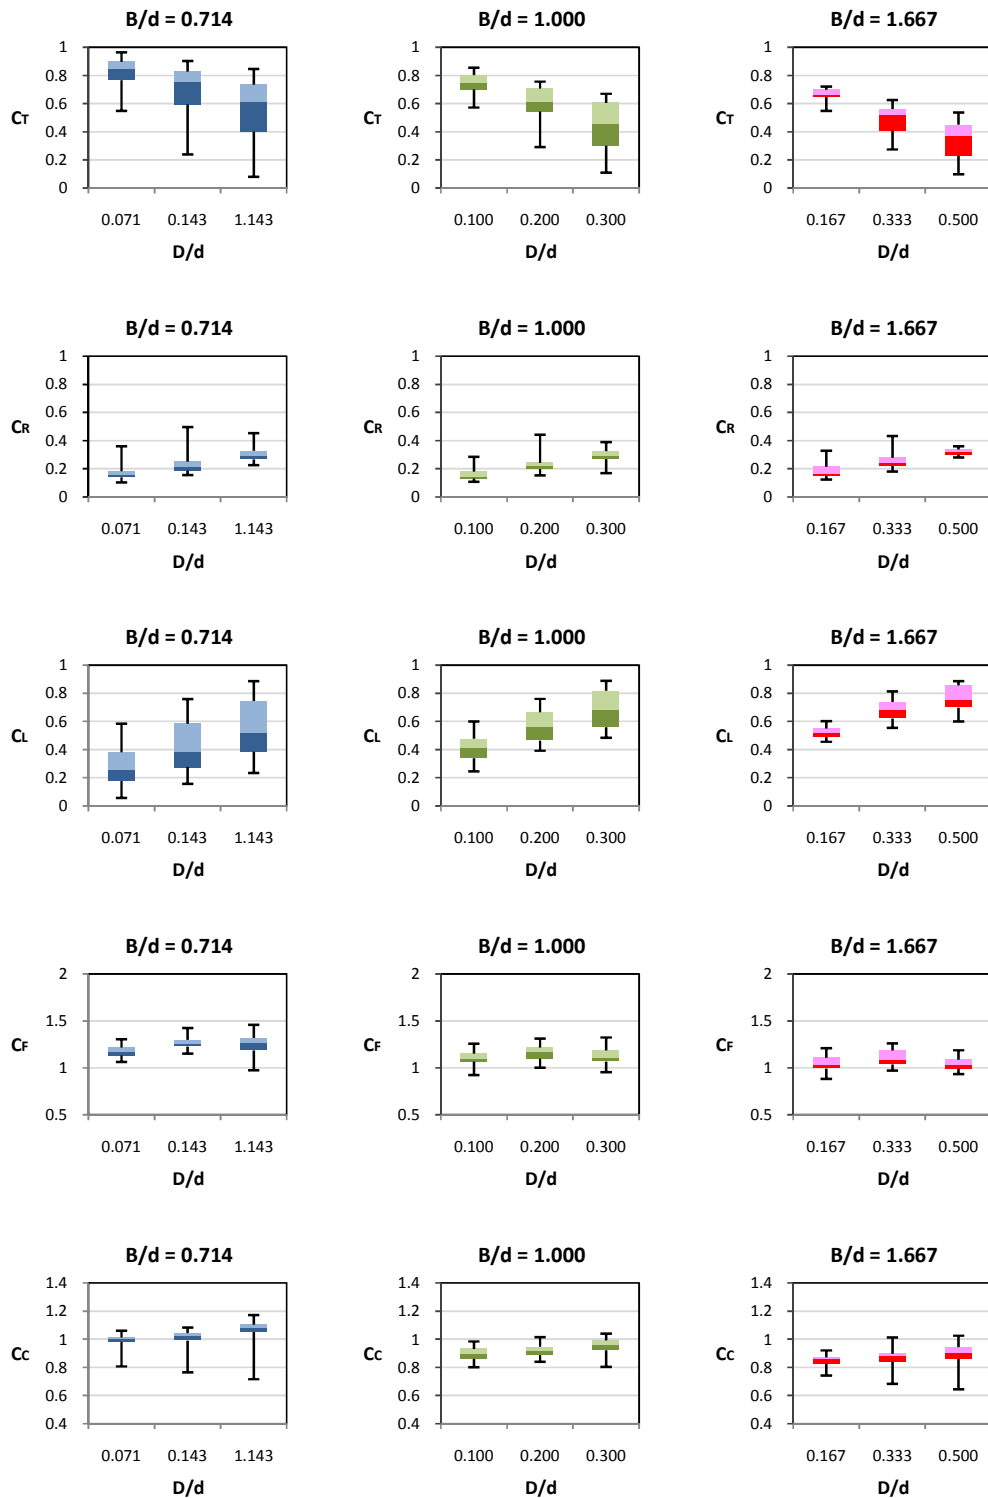 B/d = 0.714
B/d = 1.000
B/d = 1.667
1
0.8
0.6
0.4
0.2
0
CT
0.071 0.143 1.143
D/d
1
0.8
0.6
0.4
0.2
0
CT
0.100 0.200 0.300
D/d
1
0.8
0.6
0.4
0.2
0
CT
0.167 0.333 0.500
D/d
B/d = 0.714
B/d = 1.000
B/d = 1.667
1
0.8
0.6
0.4
0.2
0
CR
0.071 0.143 1.143
D/d
1
0.8
0.6
0.4
0.2
0
CR
0.100 0.200 0.300
D/d
1
0.8
0.6
0.4
0.2
0
CR
0.167 0.333 0.500
D/d
B/d = 0.714
B/d = 1.000
B/d = 1.667
1
0.8
0.6
0.4
0.2
0
CL
0.071 0.143 1.143
D/d
1
0.8
0.6
0.4
0.2
0
CL
0.100 0.200 0.300
D/d
1
0.8
0.6
0.4
0.2
0
CL
0.167 0.333 0.500
D/d
B/d = 0.714
B/d = 1.000
B/d = 1.667
2
1.5
1
0.5
CF
0.071 0.143 1.143
D/d
2
1.5
1
0.5
CF
0.100 0.200 0.300
D/d
2
1.5
1
0.5
CF
0.167 0.333 0.500
D/d
B/d = 0.714
B/d = 1.000
B/d = 1.667
1.4
1.2
1
0.8
0.6
0.4
CC
0.071 0.143 1.143
D/d
1.4
1.2
1
0.8
0.6
0.4
CC
0.100 0.200 0.300
D/d
1.4
1.2
1
0.8
0.6
0.4
CC
0.167 0.333 0.500
D/d